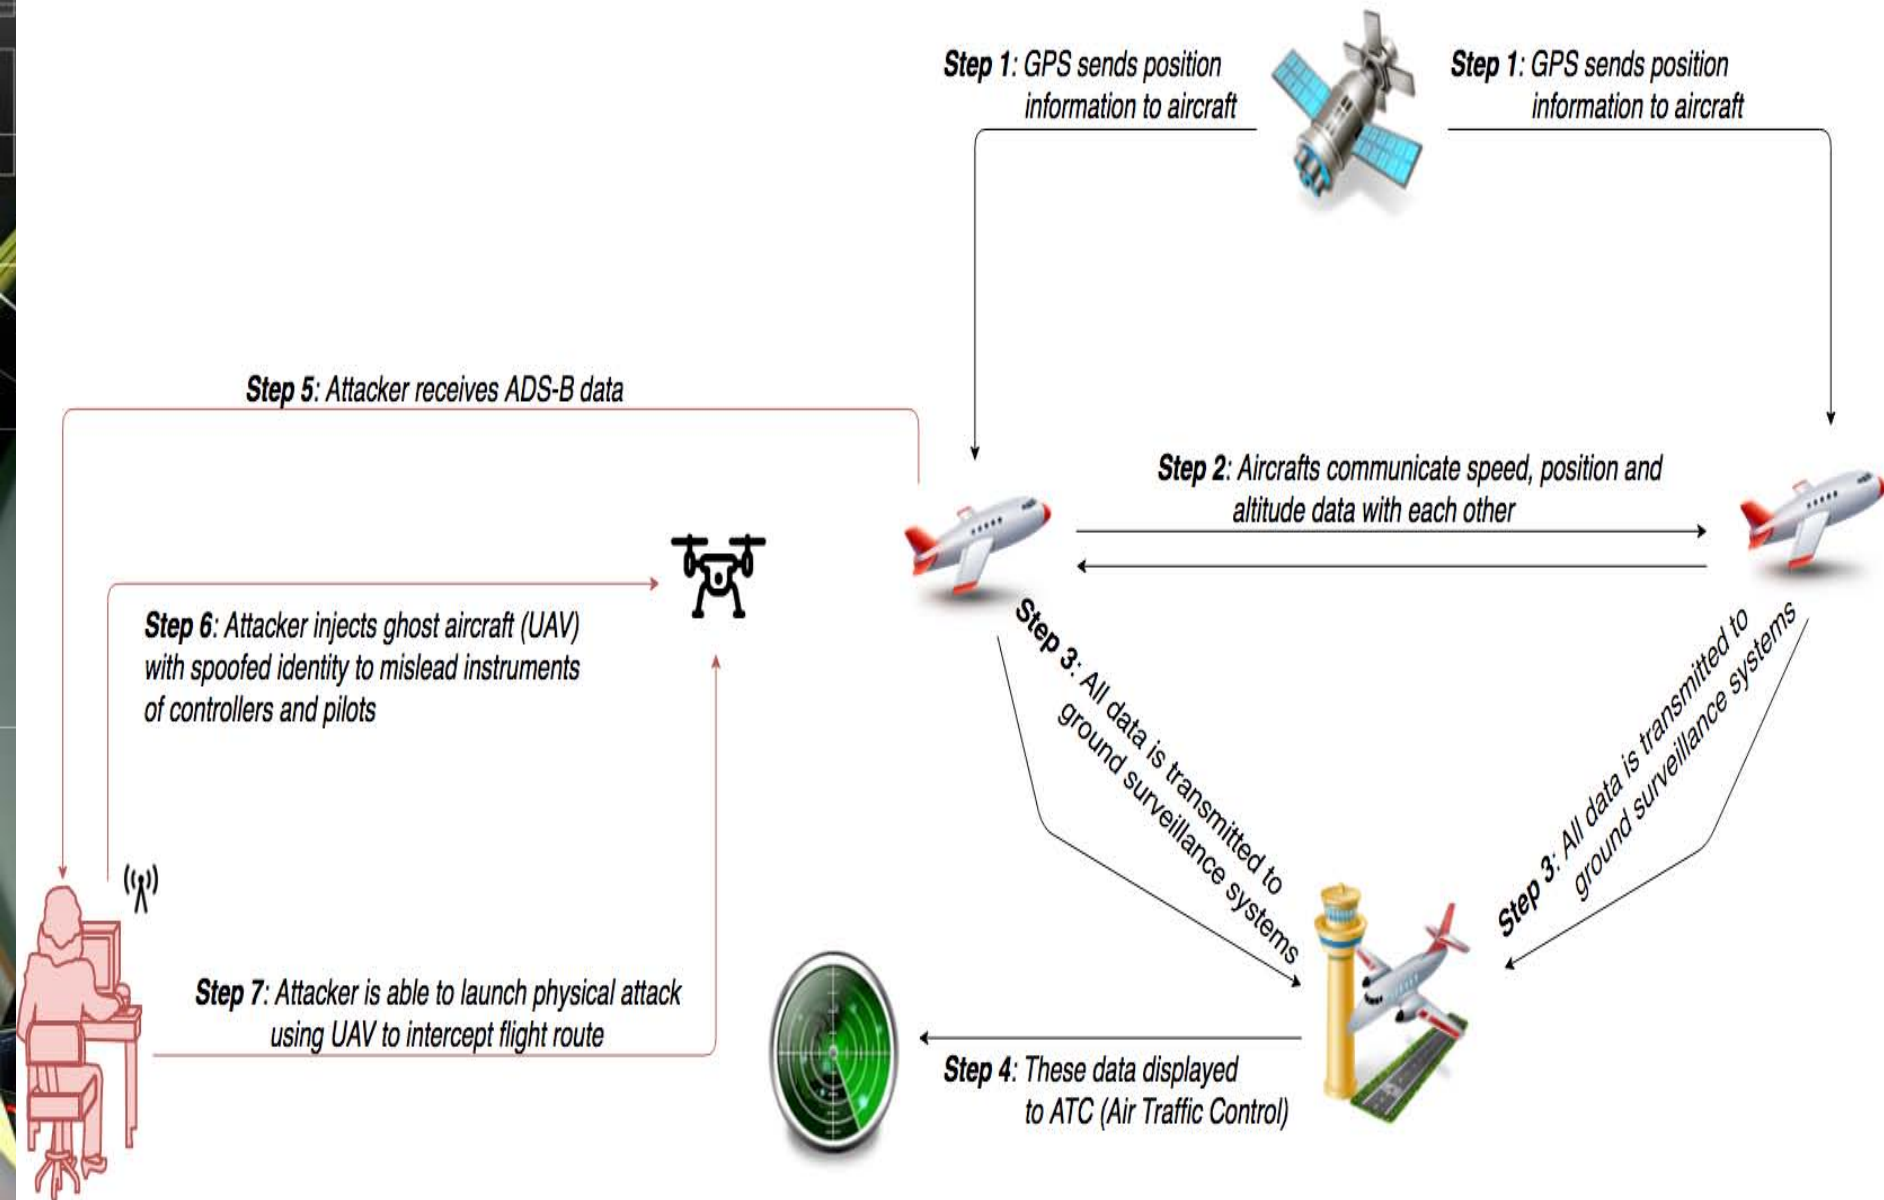 Step 1: GPS sends position
information to aircraft
Step 1: GPS sends position
information to aircraft
Step 5: Attacker receives ADS-B data
Step 2: Aircrafts communicate speed, position and
altitude data with each other
Step 6: Attacker injects ghost aircraft (UAV)
with spoofed identity to mislead instruments
of controllers and pilots
Step 3: All data is transmitted to
ground surveillance systems
Step 3: All data is transmitted to
ground surveillance systems
Step 7: Attacker is able to launch physical attack
using UAV to intercept flight route
Step 4: These data displayed
to ATC (Air Traffic Control)